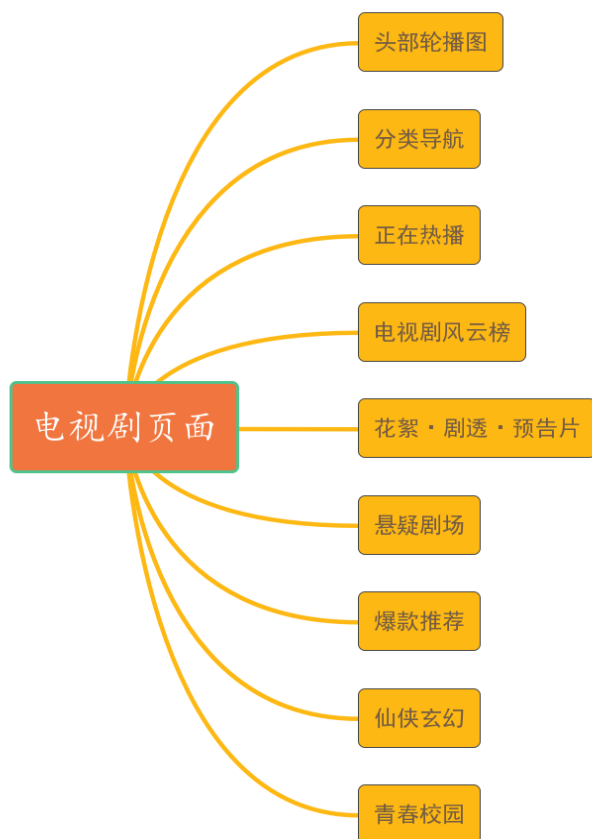 电视剧页面
头部轮播图
分类导航
正在热播
电视剧风云榜
花絮·剧透·预告片
悬疑剧场
爆款推荐
仙侠玄幻
青春校园